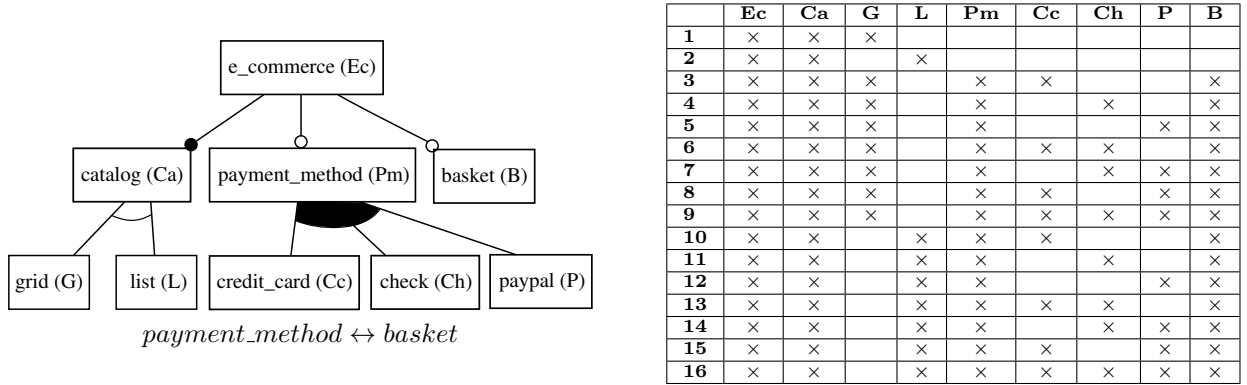 e_commerce (Ec)
catalog (Ca) payment_method (Pm) basket (B)
grid (G) list (L) credit_card (Cc) check (Ch) paypal (P)
payment_method ↔ basket
Ec Ca G L Pm Cc Ch P B
1 × × ×
2 × × ×
3 × × × × × ×
4 × × × × × ×
5 × × × × × ×
6 × × × × × × ×
7 × × × × × × ×
8 × × × × × × ×
9 × × × × × × × ×
10 × × × × × ×
11 × × × × × ×
12 × × × × × ×
13 × × × × × × ×
14 × × × × × × ×
15 × × × × × × ×
16 × × × × × × × ×